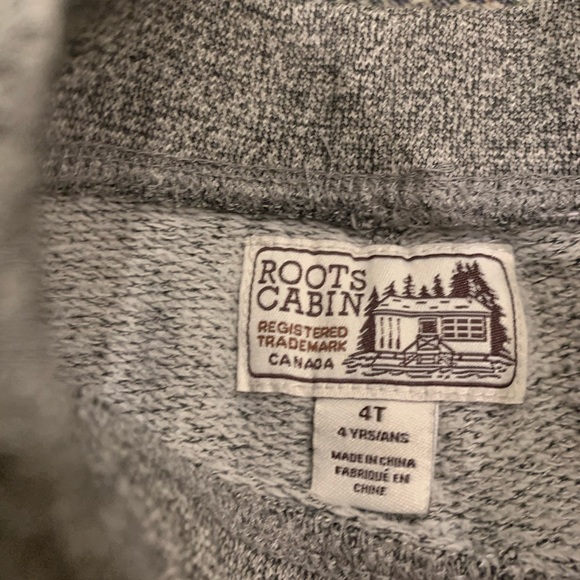 ROOTS
CABIN
REGISTERED
TRADEMARK
CANADA
4T
4 YRS/ANS
MADE IN CHINA
FABRIQUÉ EN
CHINE